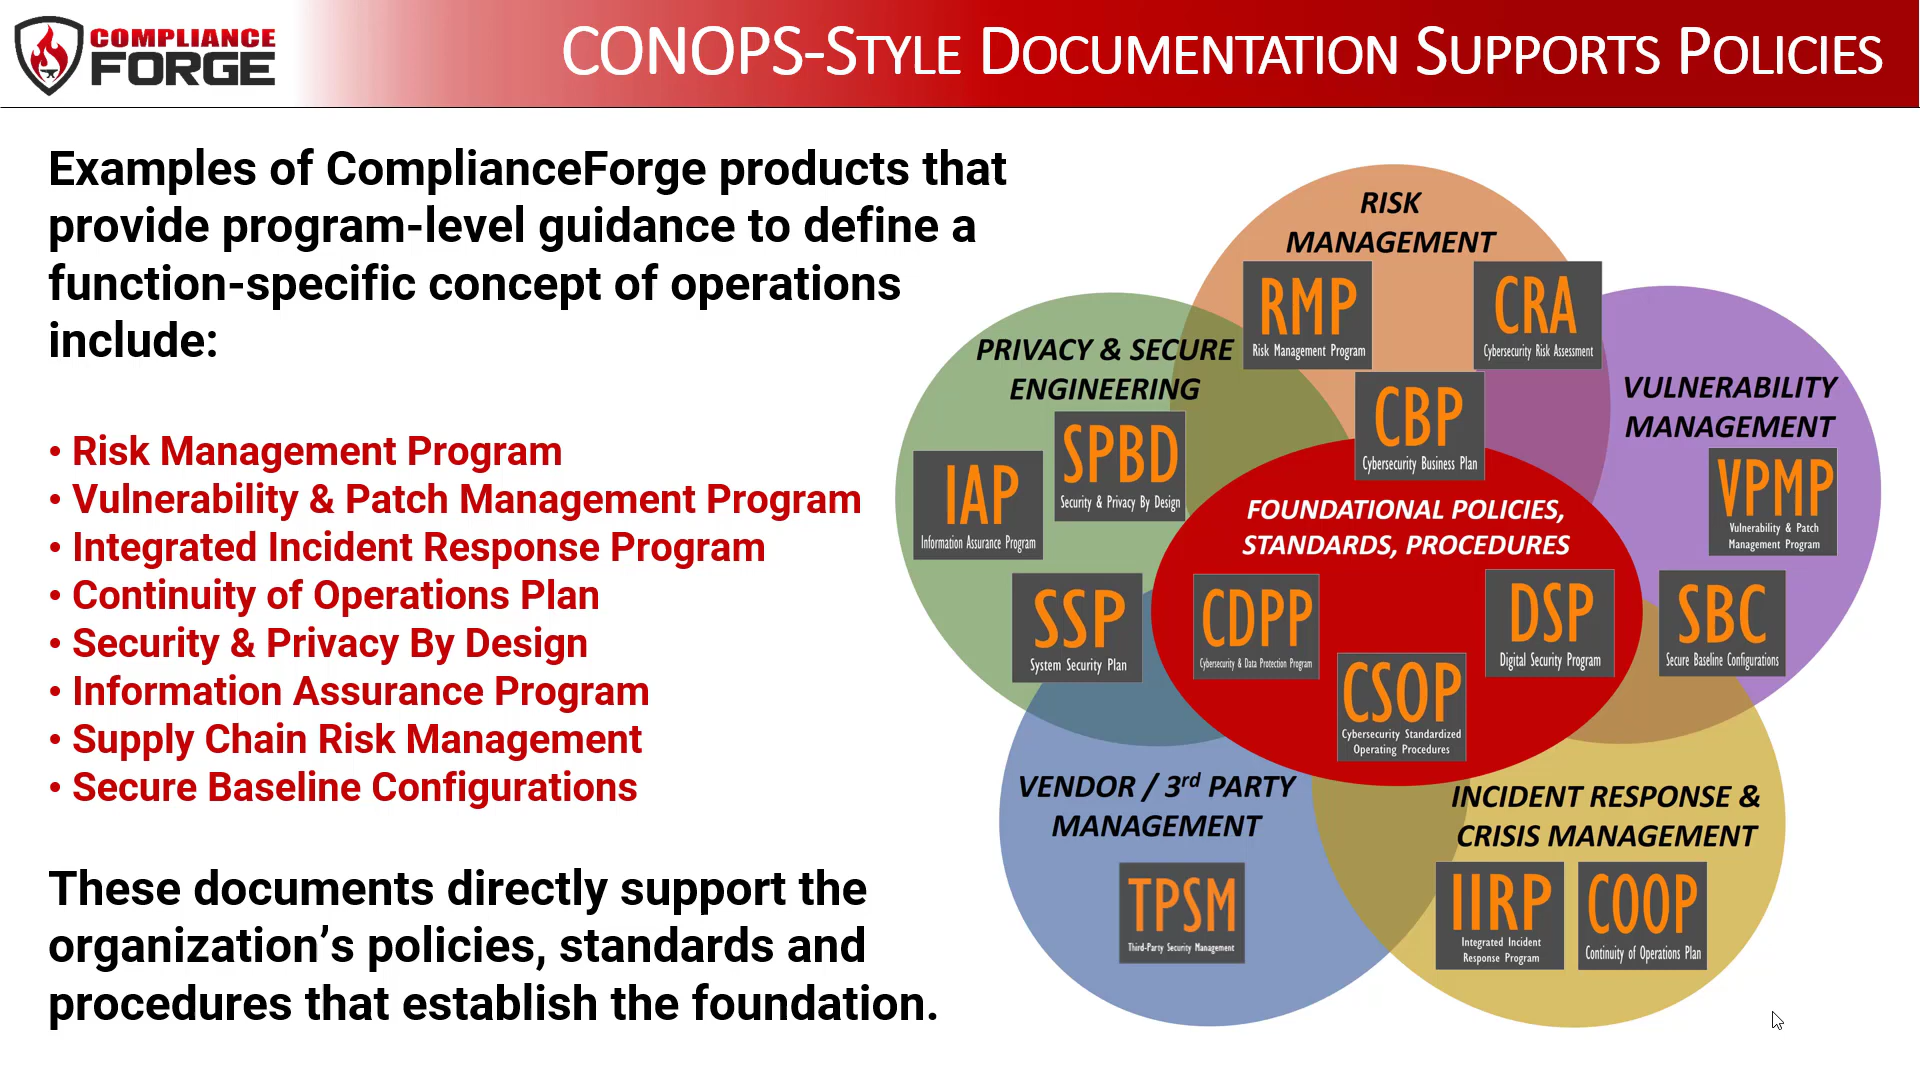 COMPLIANCE
FORGE
CONOPS-STYLE DOCUMENTATION SUPPORTS POLICIES
Examples of ComplianceForge products that
provide program-level guidance to define a
function-specific concept of operations
include:
• Risk Management Program
• Vulnerability & Patch Management Program
• Integrated Incident Response Program
• Continuity of Operations Plan
• Security & Privacy By Design
• Information Assurance Program
• Supply Chain Risk Management
• Secure Baseline Configurations
These documents directly support the
organization’s policies, standards and
procedures that establish the foundation.
RISK
MANAGEMENT
RMP
Risk Management Program
CRA
Cybersecurity Risk Assessment
CBP
Cybersecurity Business Plan
PRIVACY & SECURE
ENGINEERING
SPBD
Security & Privacy By Design
IAP
Information Assurance Program
SSP
System Security Plan
VULNERABILITY
MANAGEMENT
VPMP
Vulnerability & Patch
Management Program
SBC
Secure Baseline Configurations
FOUNDATIONAL POLICIES,
STANDARDS, PROCEDURES
CDPP
Cybersecurity & Data Protection Program
DSP
Digital Security Program
CSOP
Cybersecurity Standardized
Operating Procedures
VENDOR / 3rd PARTY
MANAGEMENT
TPSM
Third-Party Security Management
INCIDENT RESPONSE &
CRISIS MANAGEMENT
IIRP
Integrated Incident
Response Program
COOP
Continuity of Operations Plan